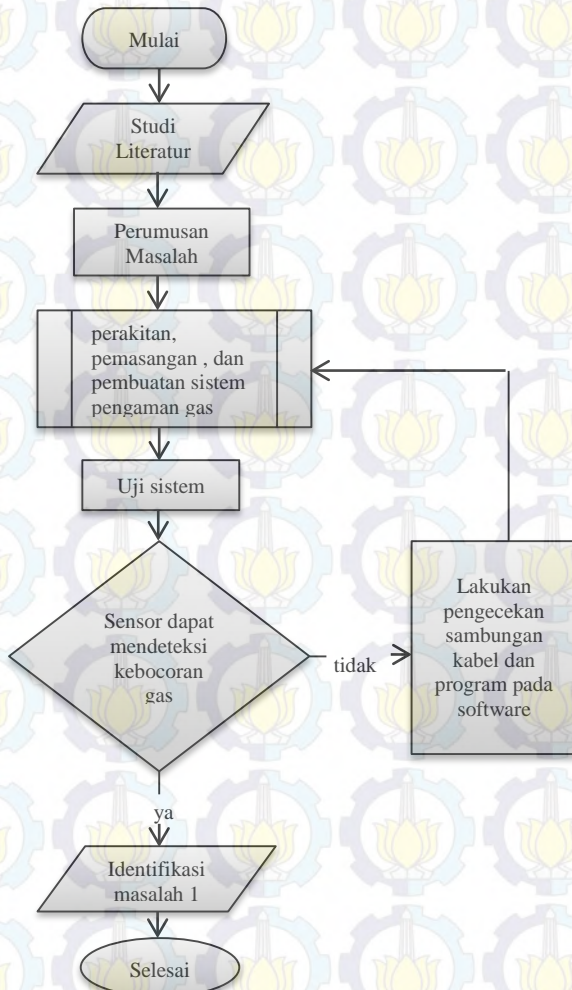 Mulai
Studi
Literatur
Perumusan
Masalah
perakitan,
pemasangan , dan
pembuatan sistem
pengaman gas
Uji sistem
Sensor dapat
mendeteksi
kebocoran
gas
tidak
Lakukan
pengecekan
sambungan
kabel dan
program pada
software
ya
Identifikasi
masalah 1
Selesai